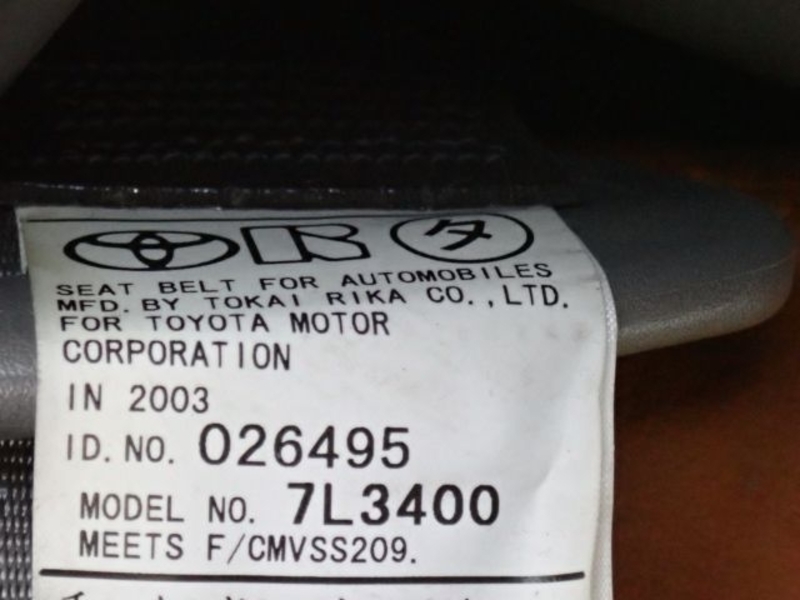 タ
SEAT BELT FOR AUTOMOBILES
MFD. BY TOKAI RIKA CO.,LTD.
FOR TOYOTA MOTOR
CORPORATION
IN 2003
ID. NO. 026495
MODEL NO. 7L3400
MEETS F/CMVSS209.